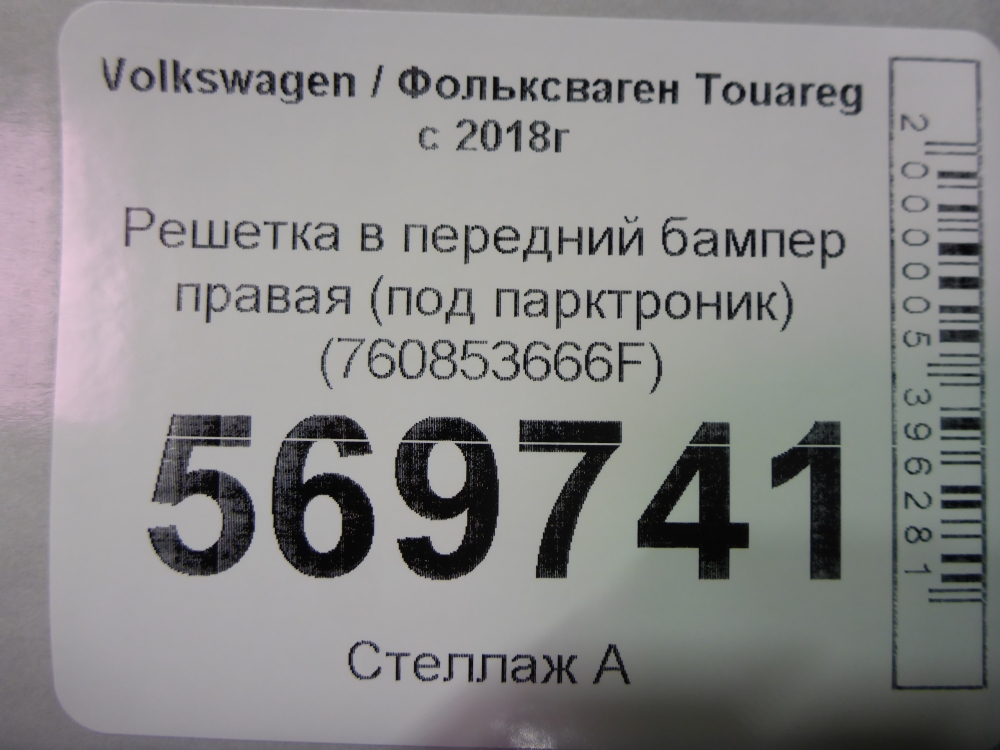 Volkswagen / Фольксваген Touareg
с 2018г
Решетка в передний бампер
правая (под парктроник)
(760853666F)
569741
Стеллаж А
2000005396281